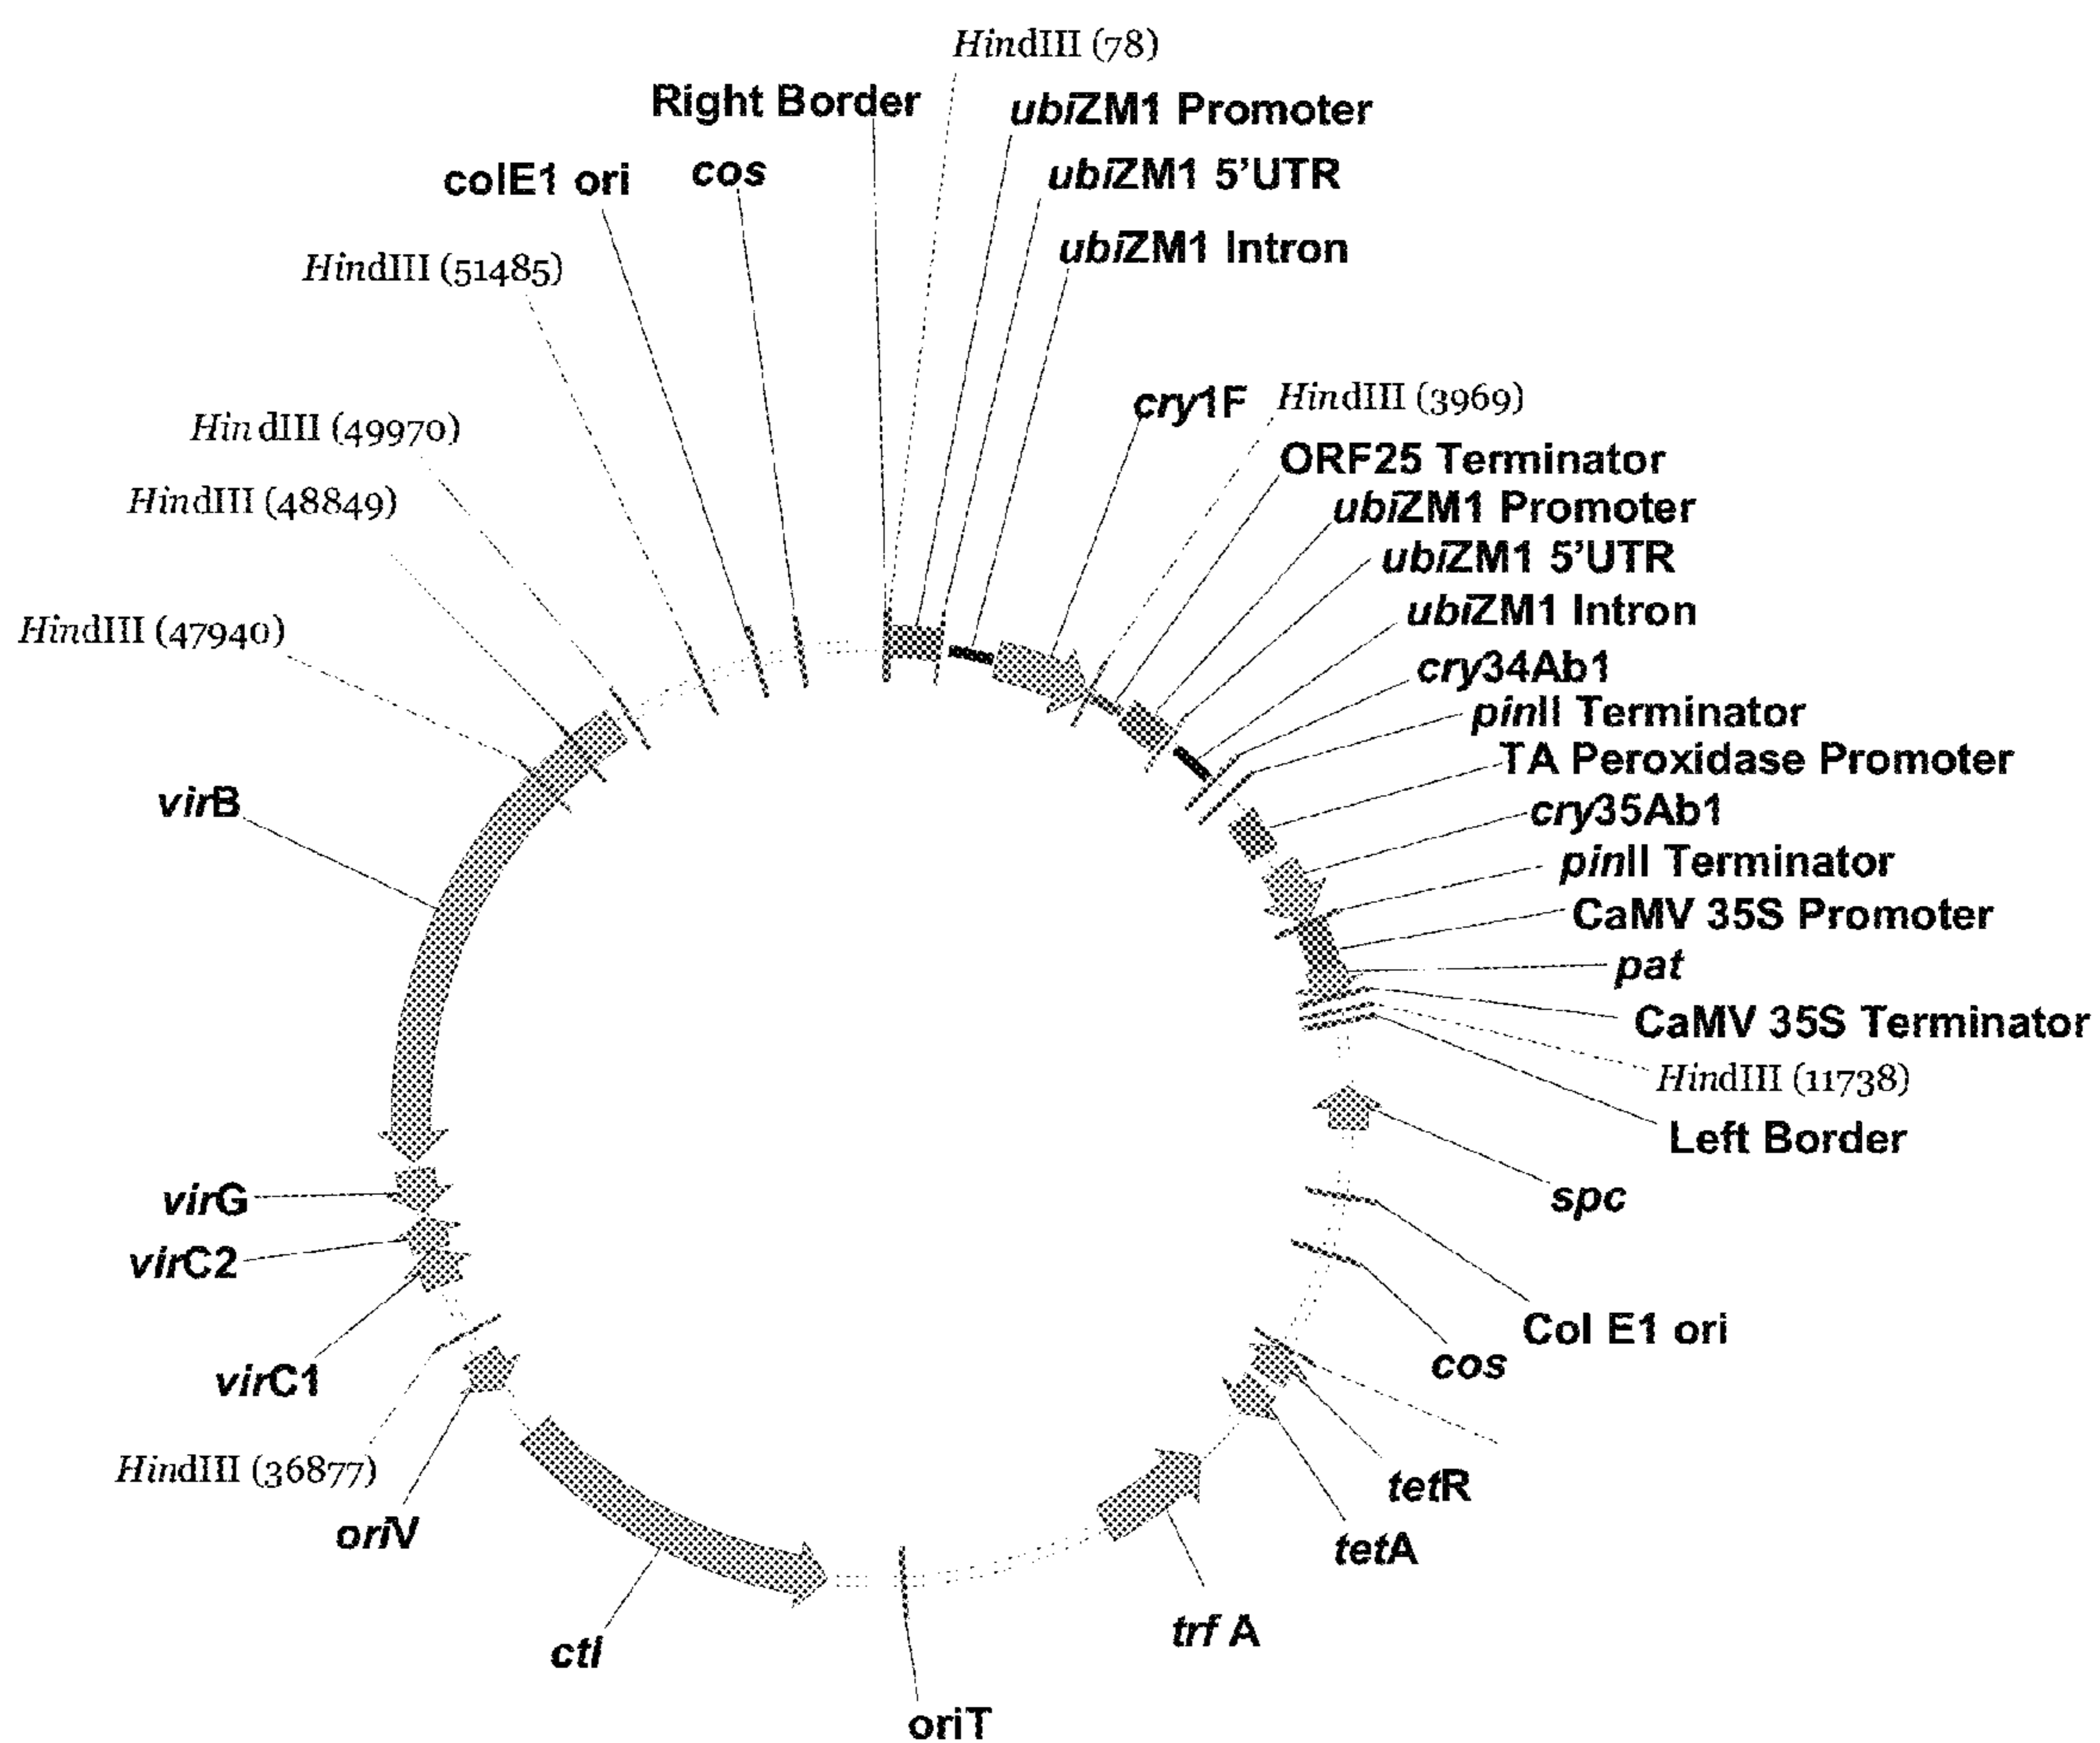 HindIII (78)
Right Border
ubiZM1 Promoter
colE1 ori
cos
ubiZM1 5'UTR
ubiZM1 Intron
HindIII (51485)
cry1F
HindIII (3969)
HindIII (49970)
ORF25 Terminator
HindIII (48849)
ubiZM1 Promoter
ubiZM1 5'UTR
ubiZM1 Intron
HindIII (47940)
cry34Ab1
pinII Terminator
TA Peroxidase Promoter
virB
cry35Ab1
pinII Terminator
CaMV 35S Promoter
pat
CaMV 35S Terminator
HindIII (11738)
Left Border
virG
spc
virC2
Col E1 ori
cos
virC1
HindIII (36877)
tetR
oriV
tetA
trf A
ctl
oriT